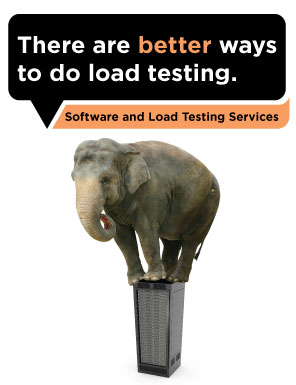 There are better ways
to do load testing.
Software and Load Testing Services